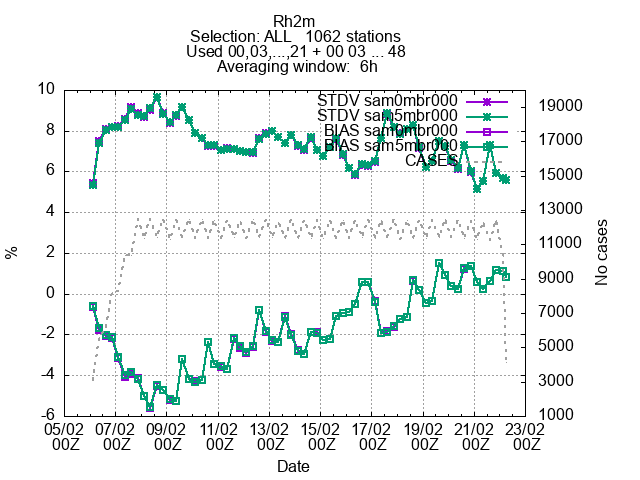 Rh2m
Selection: ALL   1062 stations
Used 00,03,...,21 + 00 03 ... 48
Averaging window:  6h
STDV sam0mbr000
STDV sam5mbr000
BIAS sam0mbr000
BIAS sam5mbr000
CASES
10
8
6
4
2
0
-2
-4
-6
%
19000
17000
15000
13000
11000
9000
7000
5000
3000
1000
No cases
05/02 07/02 09/02 11/02 13/02 15/02 17/02 19/02 21/02 23/02
00Z 00Z 00Z 00Z 00Z 00Z 00Z 00Z 00Z 00Z
Date